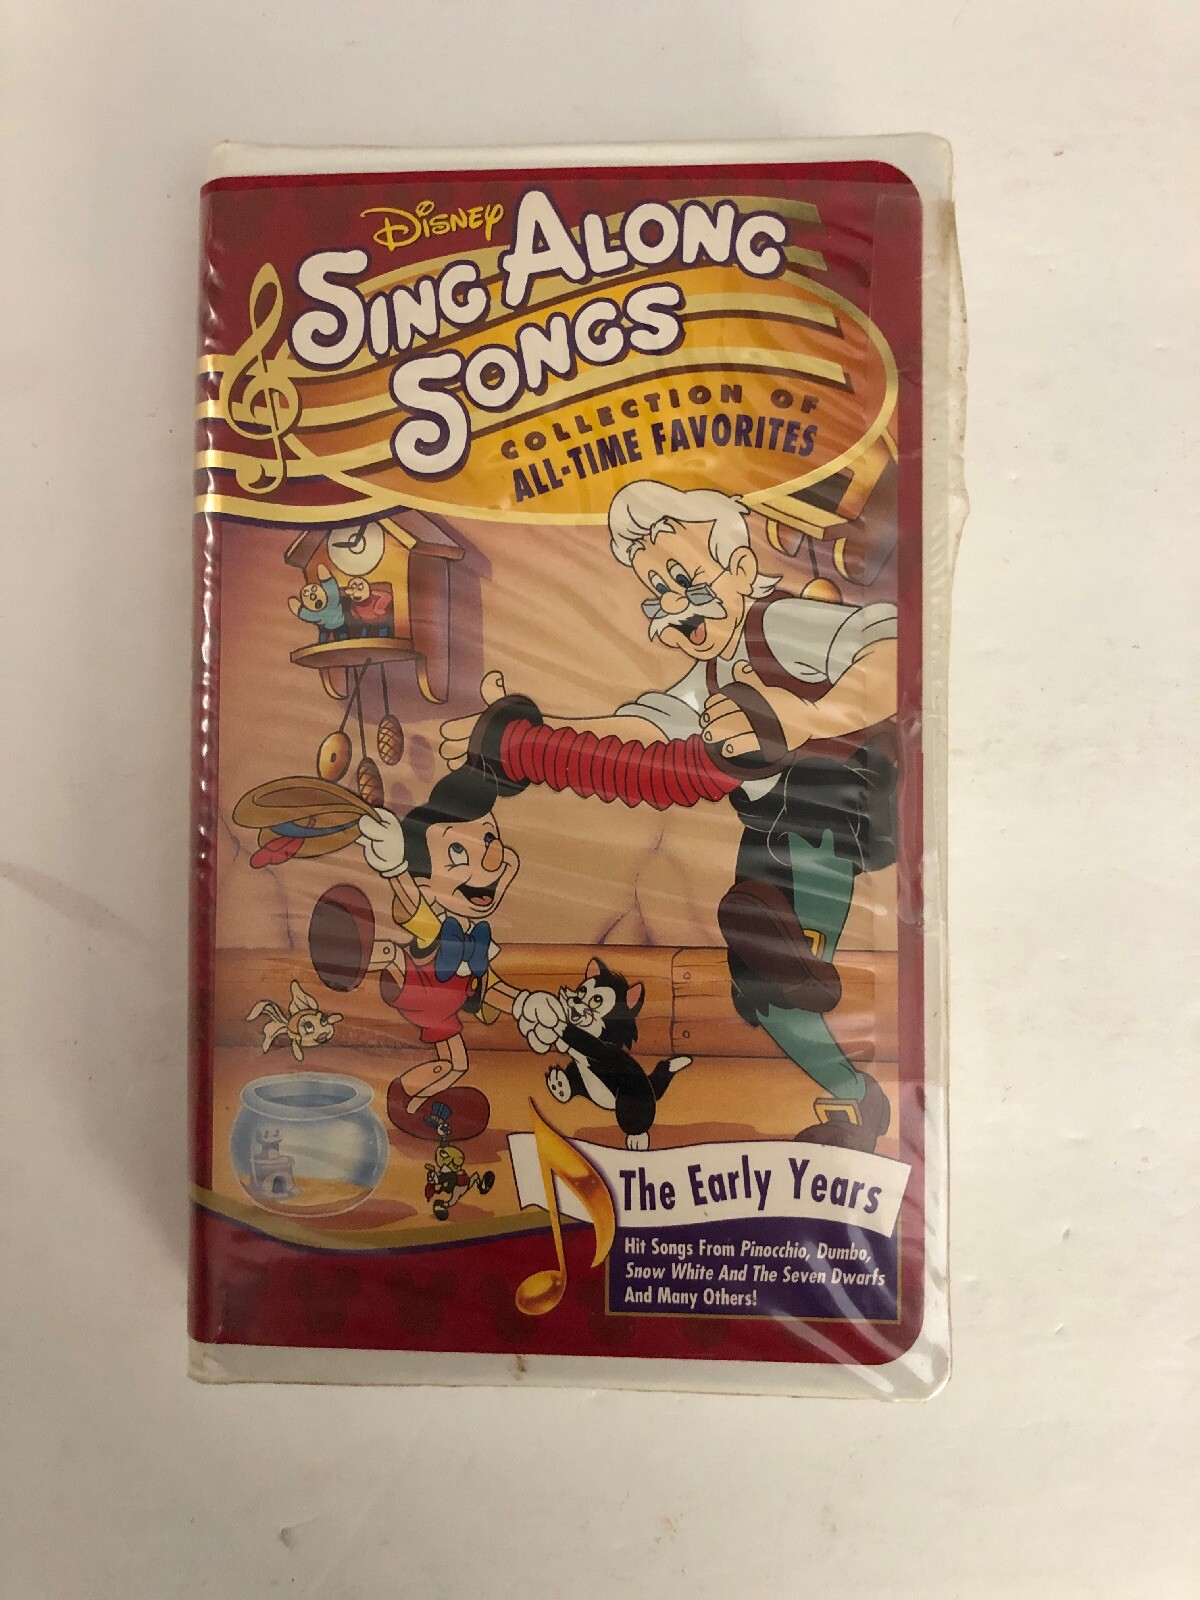 Disney
Sing Along
Songs
COLLECTION OF
ALL-TIME FAVORITES
The Early Years
Hit Songs From Pinocchio, Dumbo,
Snow White And The Seven Dwarfs
And Many Others!